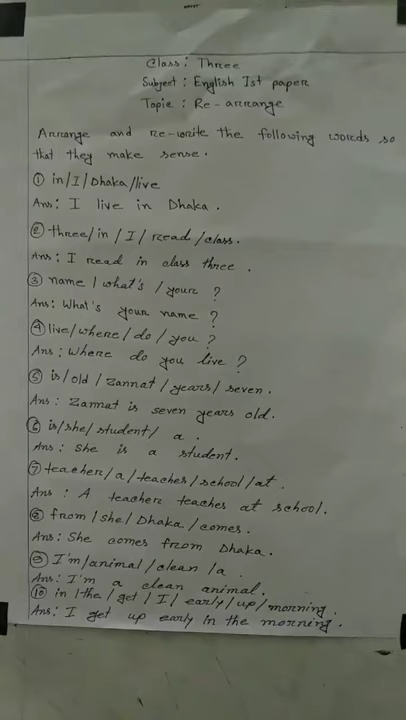 Class: Three
Subject: English Ist paper
Topic: Re-arrange
Arrange and re-write the following words so
that they make sense.
① in/I/Dhaka/live
Ans: I live in Dhaka.
② three/in/I/read/class.
Ans: I read in class three.
③ name/what's/your ?
Ans: What's your name ?
④ live/where/do/you ?
Ans: Where do you live ?
⑤ is/old/Zannat/years/seven.
Ans: Zannat is seven years old.
⑥ is/she/student/a.
Ans: She is a student.
⑦ teacher/a/teaches/school/at.
Ans: A teacher teaches at school.
⑧ from/she/Dhaka/comes.
Ans: She comes from Dhaka.
⑨ I'm/animal/clean/a.
Ans: I'm a clean animal.
⑩ in/the/get/I/early/up/morning.
Ans: I get up early in the morning.